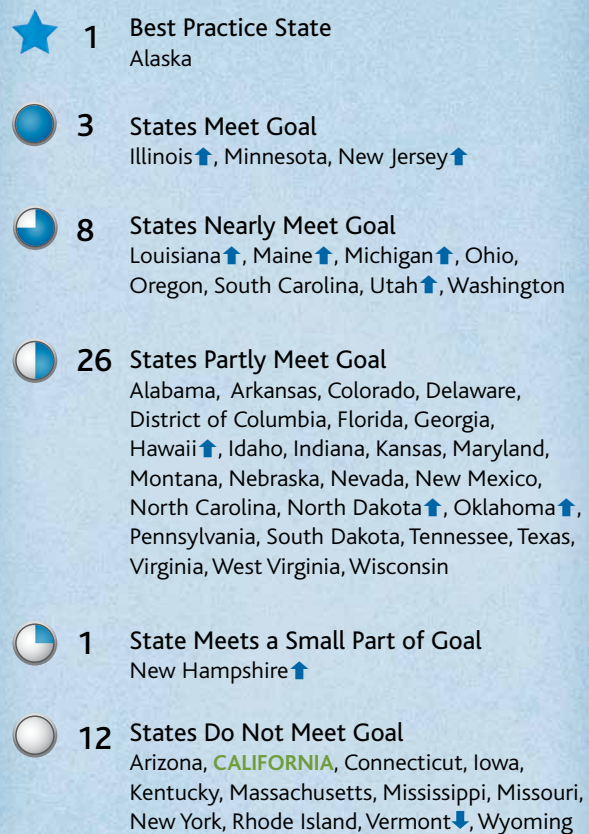 1 Best Practice State
Alaska
3 States Meet Goal
Illinois⬆, Minnesota, New Jersey⬆
8 States Nearly Meet Goal
Louisiana⬆, Maine⬆, Michigan⬆, Ohio,
Oregon, South Carolina, Utah⬆, Washington
26 States Partly Meet Goal
Alabama, Arkansas, Colorado, Delaware,
District of Columbia, Florida, Georgia,
Hawaii⬆, Idaho, Indiana, Kansas, Maryland,
Montana, Nebraska, Nevada, New Mexico,
North Carolina, North Dakota⬆, Oklahoma⬆,
Pennsylvania, South Dakota, Tennessee, Texas,
Virginia, West Virginia, Wisconsin
1 State Meets a Small Part of Goal
New Hampshire⬆
12 States Do Not Meet Goal
Arizona, CALIFORNIA, Connecticut, Iowa,
Kentucky, Massachusetts, Mississippi, Missouri,
New York, Rhode Island, Vermont⬇, Wyoming